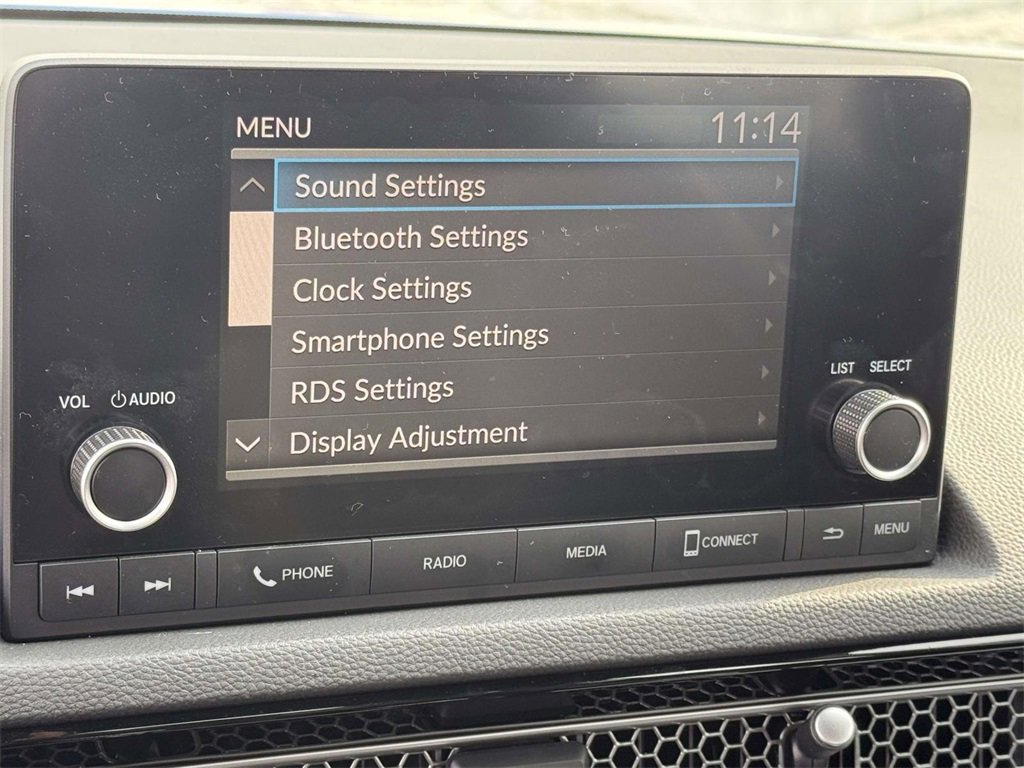 MENU 11:14
Sound Settings
Bluetooth Settings
Clock Settings
Smartphone Settings
RDS Settings
Display Adjustment
VOL AUDIO
LIST SELECT
PHONE RADIO MEDIA CONNECT MENU